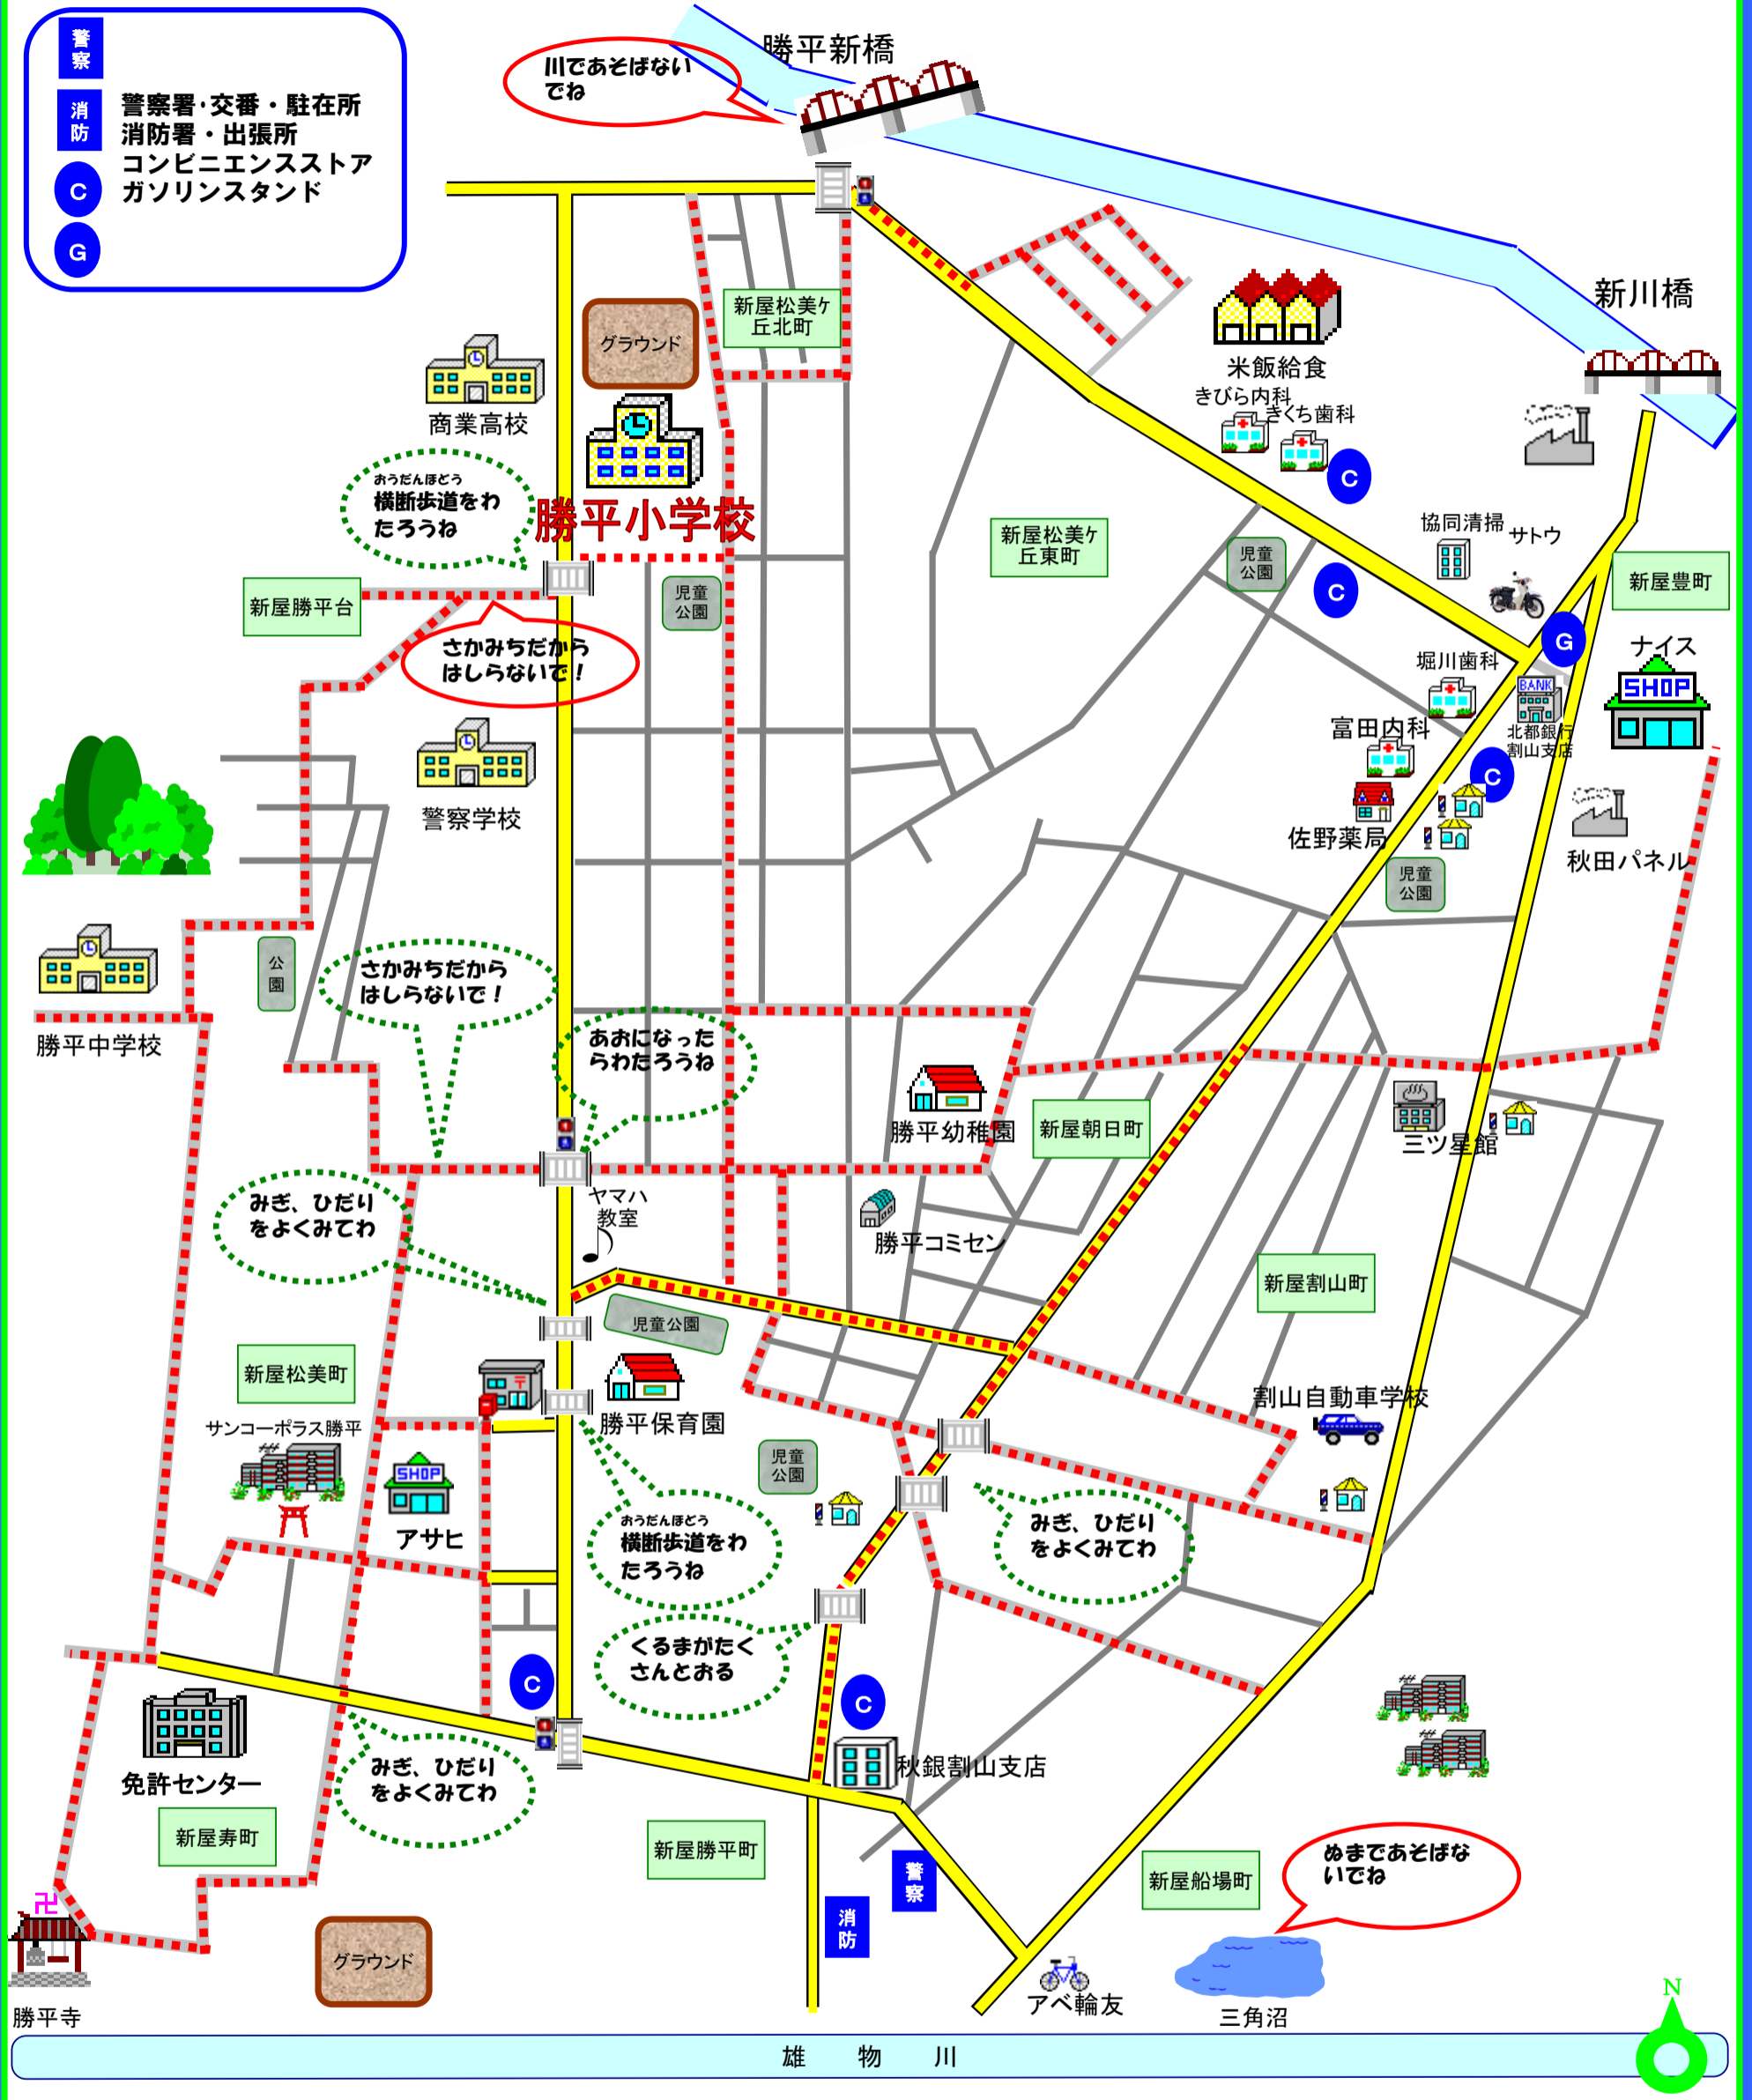 警
察
消
防
警察署・交番・駐在所
消防署・出張所
コンビニエンスストア
ガソリンスタンド
C
G
川であそばない
でね
勝平新橋
新川橋
新屋松美ケ
丘北町
グラウンド
商業高校
米飯給食
きびら内科
きくち歯科
C
おうだんほどう
横断歩道をわ
たろうね
勝平小学校
新屋松美ケ
丘東町
児童
公園
協同清掃
サトウ
新屋豊町
新屋勝平台
児童
公園
C
G
ナイス
SHOP
さかみちだから
はしらないで!
堀川歯科
BANK
北都銀行
割山支店
富田内科
C
警察学校
佐野薬局
秋田パネル
児童
公園
公
園
さかみちだから
はしらないで!
勝平中学校
あおになった
らわたろうね
勝平幼稚園
新屋朝日町
三ツ星館
みぎ、ひだり
をよくみてわ
ヤマハ
教室
勝平コミセン
新屋割山町
児童公園
新屋松美町
〒
勝平保育園
割山自動車学校
サンコーポラス勝平
SHOP
アサヒ
児童
公園
おうだんほどう
横断歩道をわ
たろうね
みぎ、ひだり
をよくみてわ
くるまがたく
さんとおる
C
C
秋銀割山支店
免許センター
みぎ、ひだり
をよくみてわ
新屋寿町
新屋勝平町
警
察
消
防
新屋船場町
ぬまであそばな
いでね
卍
グラウンド
勝平寺
アベ輪友
三角沼
N
雄物川